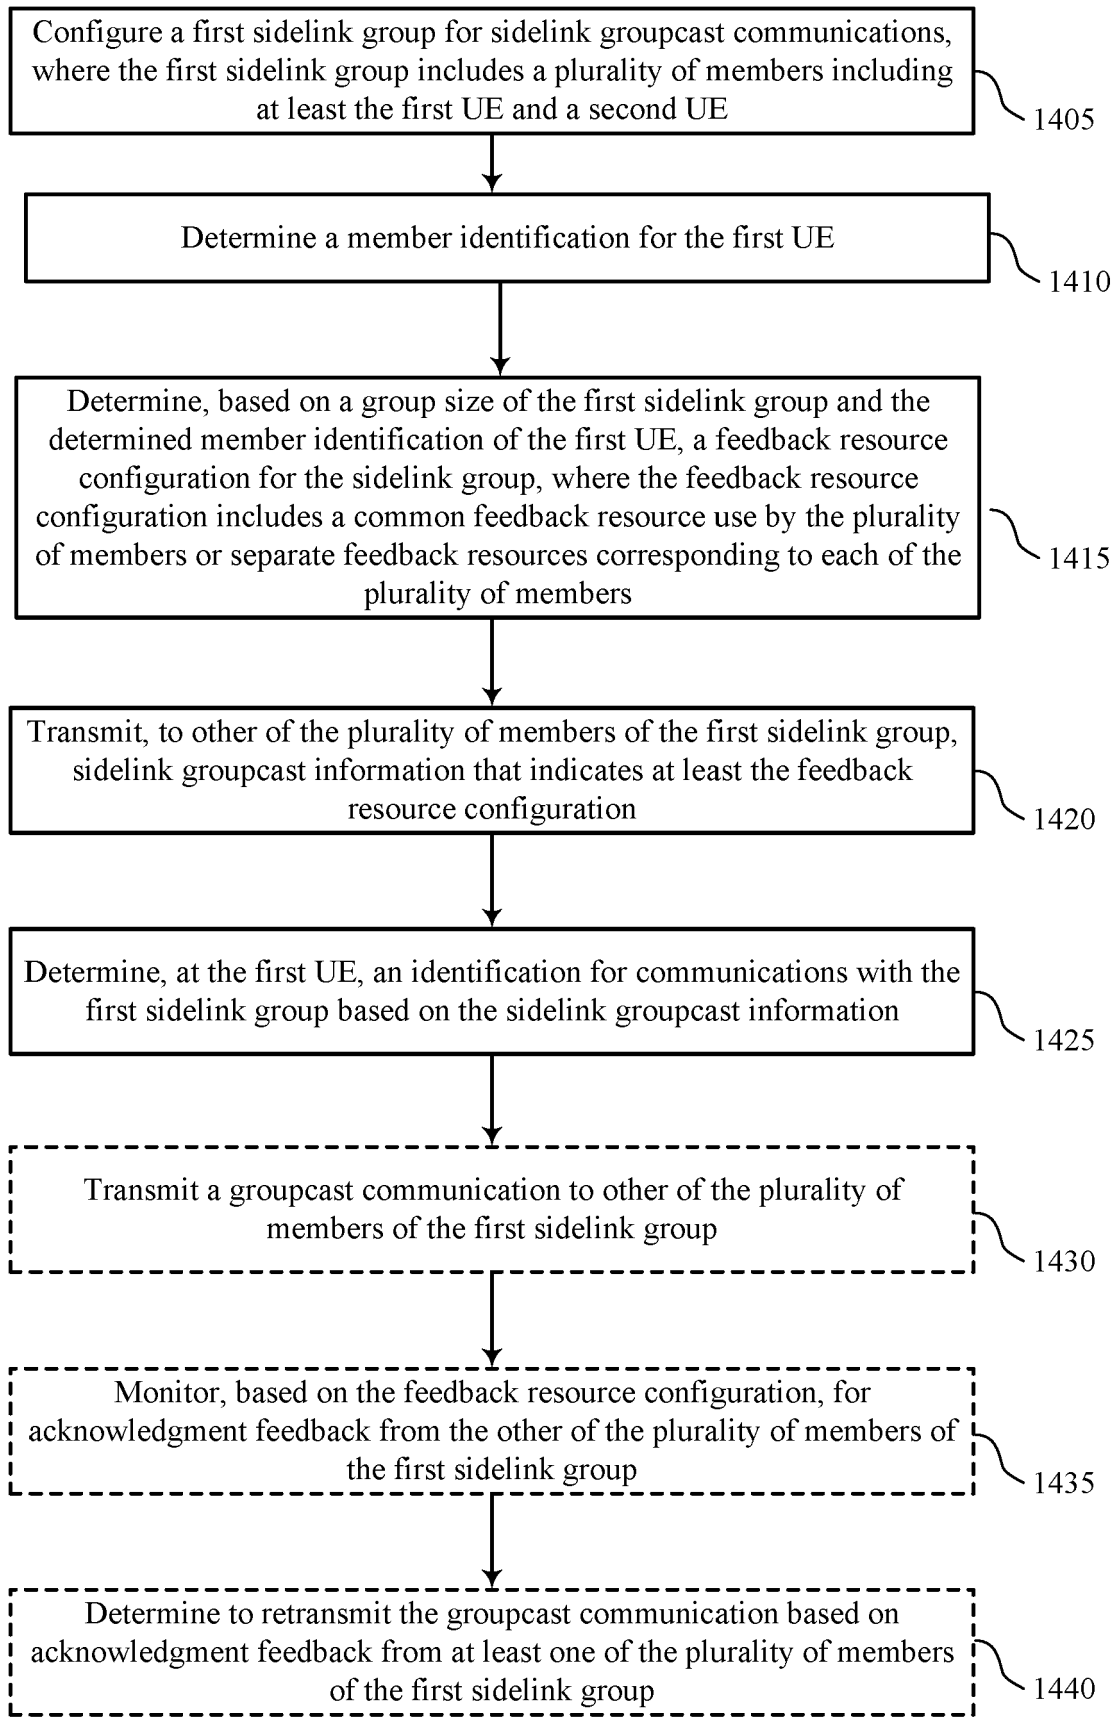 Configure a first sidelink group for sidelink groupcast communications,
where the first sidelink group includes a plurality of members including
at least the first UE and a second UE
1405
Determine a member identification for the first UE
1410
Determine, based on a group size of the first sidelink group and the
determined member identification of the first UE, a feedback resource
configuration for the sidelink group, where the feedback resource
configuration includes a common feedback resource use by the plurality
of members or separate feedback resources corresponding to each of the
plurality of members
1415
Transmit, to other of the plurality of members of the first sidelink group,
sidelink groupcast information that indicates at least the feedback
resource configuration
1420
Determine, at the first UE, an identification for communications with the
first sidelink group based on the sidelink groupcast information
1425
Transmit a groupcast communication to other of the plurality of
members of the first sidelink group
1430
Monitor, based on the feedback resource configuration, for
acknowledgment feedback from the other of the plurality of members of
the first sidelink group
1435
Determine to retransmit the groupcast communication based on
acknowledgment feedback from at least one of the plurality of members
of the first sidelink group
1440